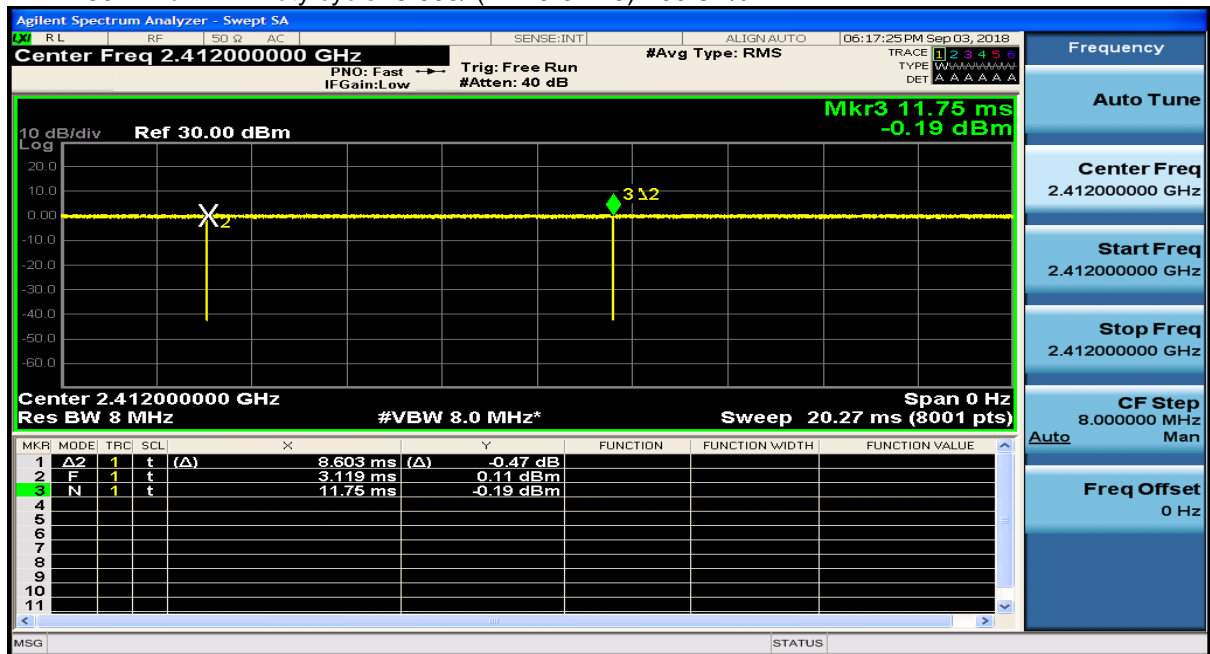 Agilent Spectrum Analyzer - Swept SA
LXI RL RF 50 Ω AC SENSE:INT ALIGN AUTO 06:17:25 PM Sep 03, 2018
Center Freq 2.412000000 GHz
PNO: Fast
IFGain:Low
Trig: Free Run
#Atten: 40 dB
#Avg Type: RMS
TRACE 1 2 3 4 5 6
TYPE WWWWWW
DET A A A A A A
Mkr3 11.75 ms
-0.19 dBm
10 dB/div Ref 30.00 dBm
Log
20.0
10.0
0.00
-10.0
-20.0
-30.0
-40.0
-50.0
-60.0
2
3Δ2
Center 2.412000000 GHz Span 0 Hz
Res BW 8 MHz #VBW 8.0 MHz* Sweep 20.27 ms (8001 pts)
MKR MODE TRC SCL X Y FUNCTION FUNCTION WIDTH FUNCTION VALUE
1 Δ2 1 t (Δ) 8.603 ms (Δ) -0.47 dB
2 F 1 t 3.119 ms 0.11 dBm
3 N 1 t 11.75 ms -0.19 dBm
4
5
6
7
8
9
10
11
MSG STATUS
Frequency
Auto Tune
Center Freq
2.412000000 GHz
Start Freq
2.412000000 GHz
Stop Freq
2.412000000 GHz
CF Step
8.000000 MHz
Auto Man
Freq Offset
0 Hz